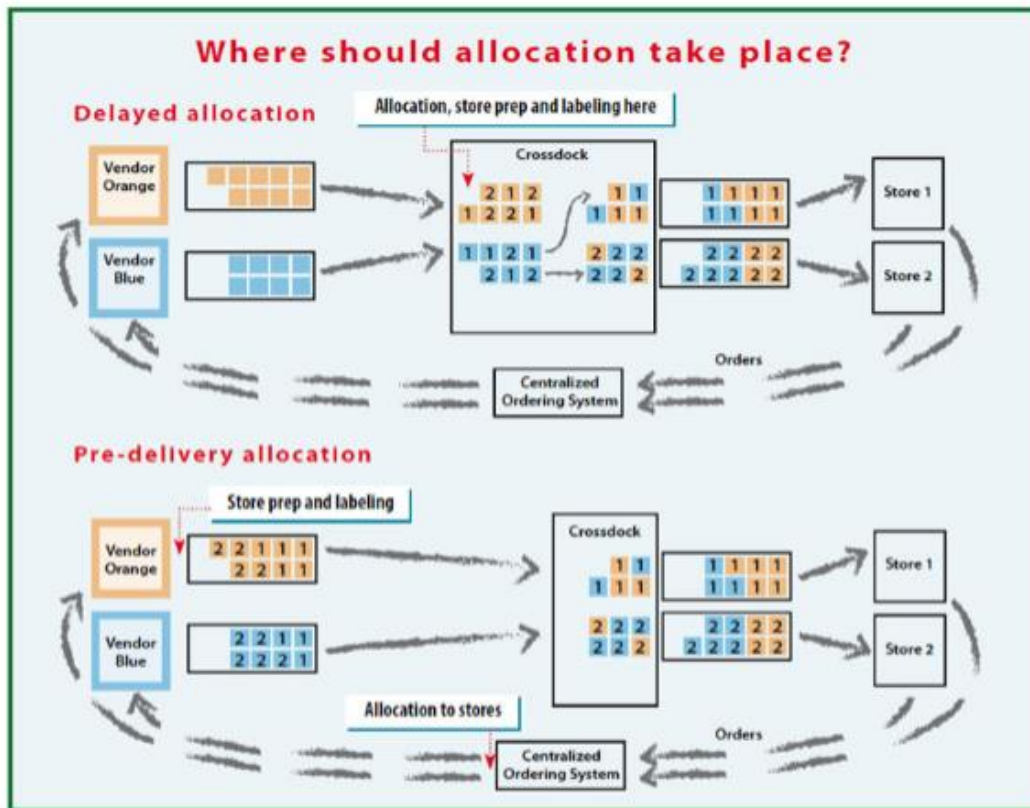 Where should allocation take place?
Delayed allocation
Allocation, store prep and labeling here
Vendor
Orange
Vendor
Blue
Crossdock
2 1 2
1 2 2 1
1 1 2 1
2 1 2
1 1
1 1 1
2 2 2
2 2 2
1 1 1 1
1 1 1 1
2 2 2 2
2 2 2 2 2
Store 1
Store 2
Orders
Centralized
Ordering System
Pre-delivery allocation
Store prep and labeling
Vendor
Orange
2 2 1 1 1
2 2 1 1
Vendor
Blue
2 2 1 1
2 2 2 1
Crossdock
1 1
1 1 1
2 2 2
2 2 2
1 1 1 1
1 1 1 1
2 2 2 2
2 2 2 2 2
Store 1
Store 2
Allocation to stores
Orders
Centralized
Ordering System